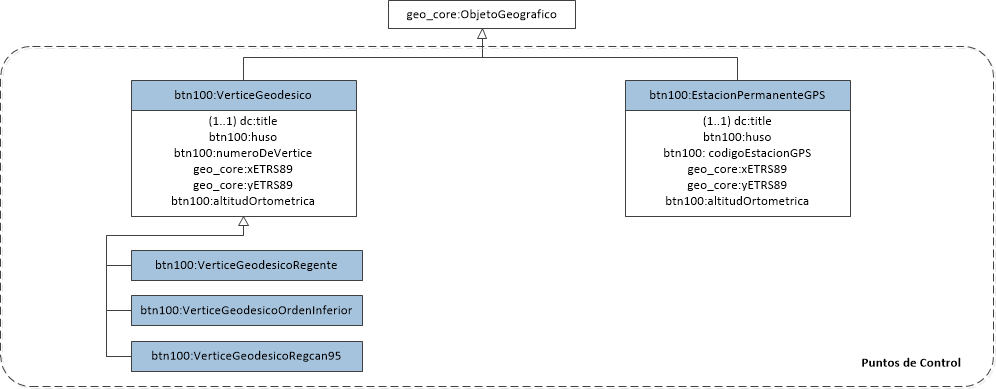 geo_core:ObjetoGeografico
btn100:VerticeGeodesico
(1..1) dc:title
btn100:huso
btn100:numeroDeVertice
geo_core:xETRS89
geo_core:yETRS89
btn100:altitudOrtometrica
btn100:EstacionPermanenteGPS
(1..1) dc:title
btn100:huso
btn100: codigoEstacionGPS
geo_core:xETRS89
geo_core:yETRS89
btn100:altitudOrtometrica
btn100:VerticeGeodesicoRegente
btn100:VerticeGeodesicoOrdenInferior
btn100:VerticeGeodesicoRegcan95
Puntos de Control